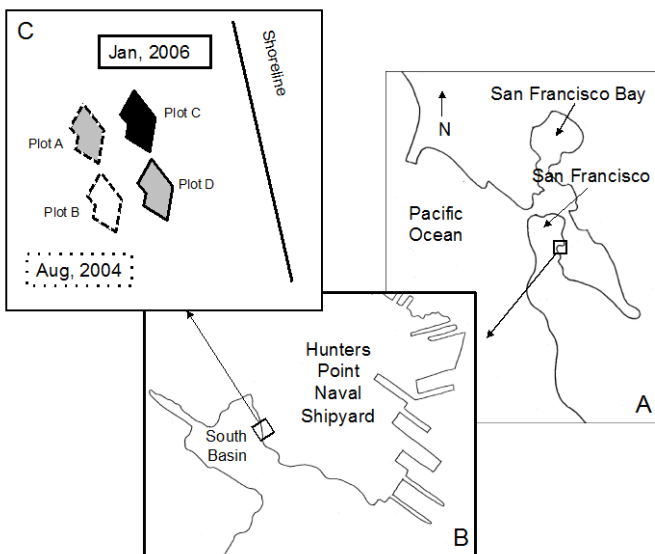 C
Jan, 2006
Shoreline
Plot C
Plot A
Plot D
Plot B
Aug, 2004
San Francisco Bay
N
San Francisco
Pacific
Ocean
A
Hunters
Point
Naval
Shipyard
South
Basin
B